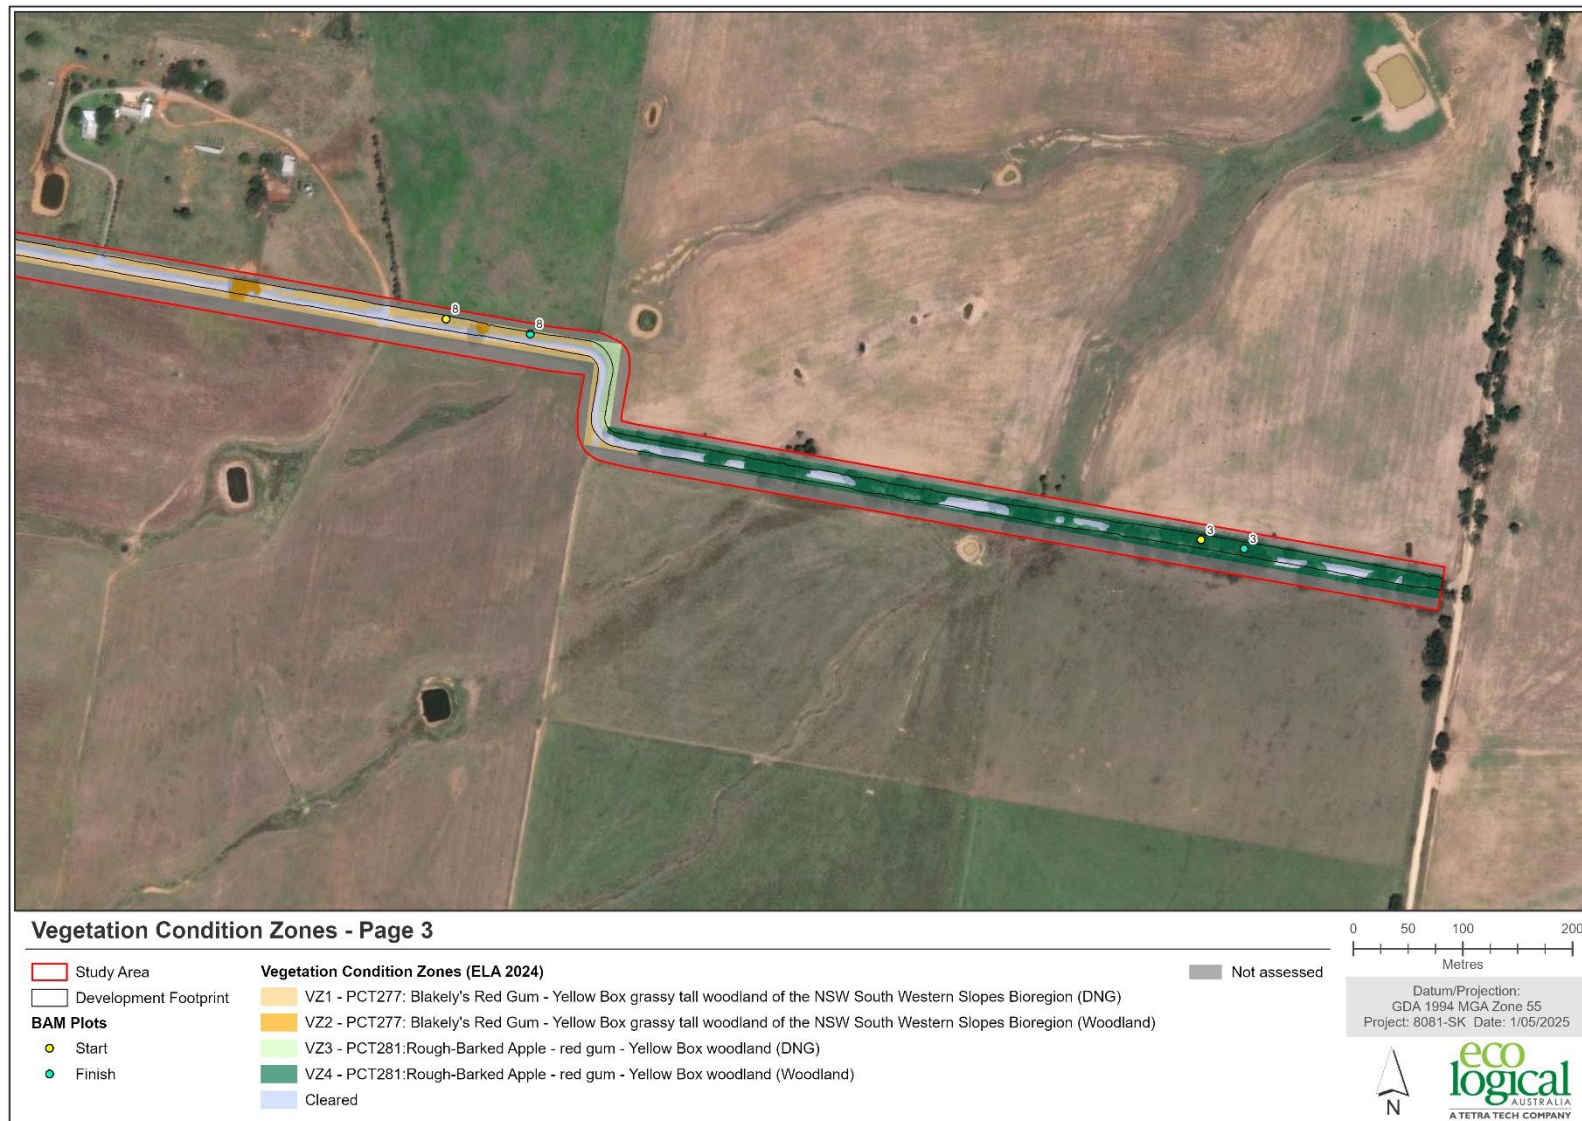 8
8
3
3
Vegetation Condition Zones - Page 3
Study Area
Development Footprint
BAM Plots
Start
Finish
Vegetation Condition Zones (ELA 2024)
VZ1 - PCT277: Blakely's Red Gum - Yellow Box grassy tall woodland of the NSW South Western Slopes Bioregion (DNG)
VZ2 - PCT277: Blakely's Red Gum - Yellow Box grassy tall woodland of the NSW South Western Slopes Bioregion (Woodland)
VZ3 - PCT281:Rough-Barked Apple - red gum - Yellow Box woodland (DNG)
VZ4 - PCT281:Rough-Barked Apple - red gum - Yellow Box woodland (Woodland)
Cleared
Not assessed
0 50 100 200
Metres
Datum/Projection:
GDA 1994 MGA Zone 55
Project: 8081-SK Date: 1/05/2025
N
eco
logical
AUSTRALIA
A TETRA TECH COMPANY